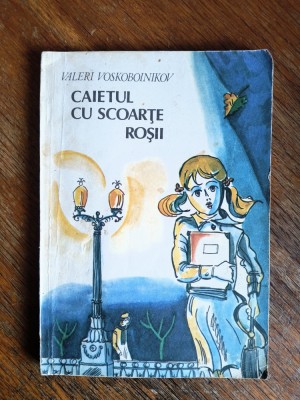 VALERI VOSKOBOINIKOV
CAIETUL
CU SCOARȚE
ROȘII